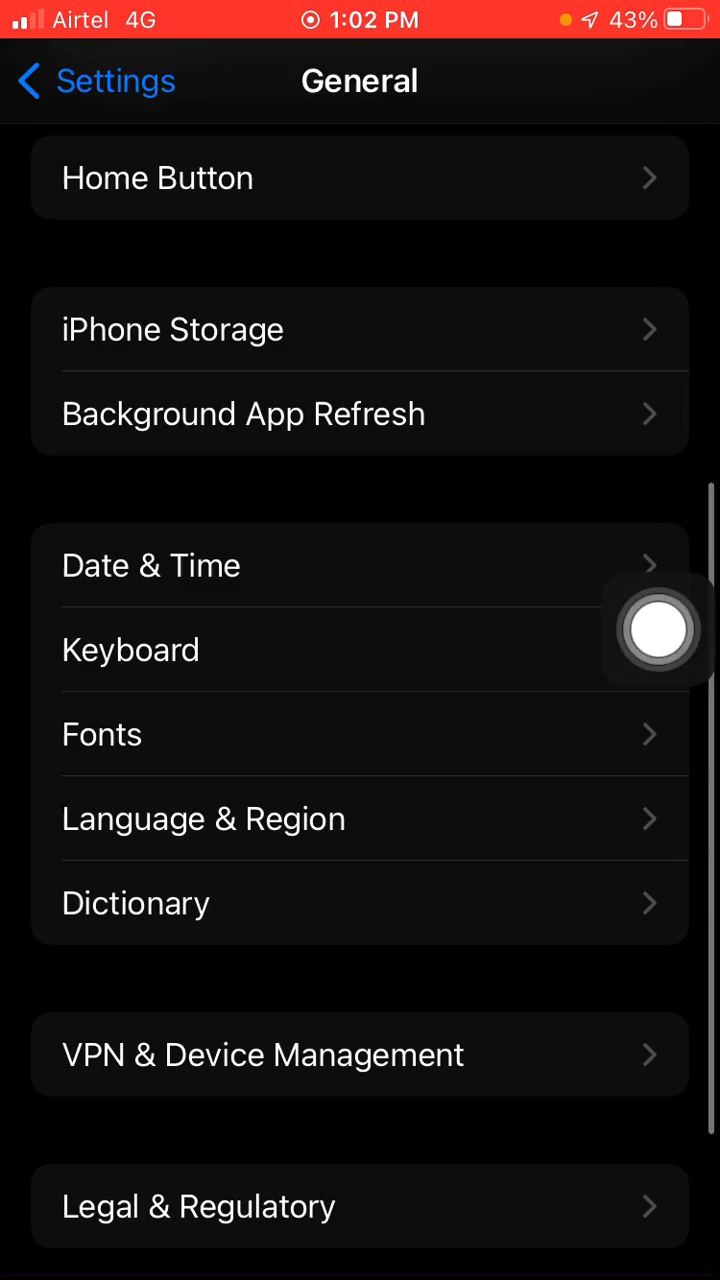 Airtel 4G 1:02 PM 43%
Settings General
Home Button
iPhone Storage
Background App Refresh
Date & Time
Keyboard
Fonts
Language & Region
Dictionary
VPN & Device Management
Legal & Regulatory